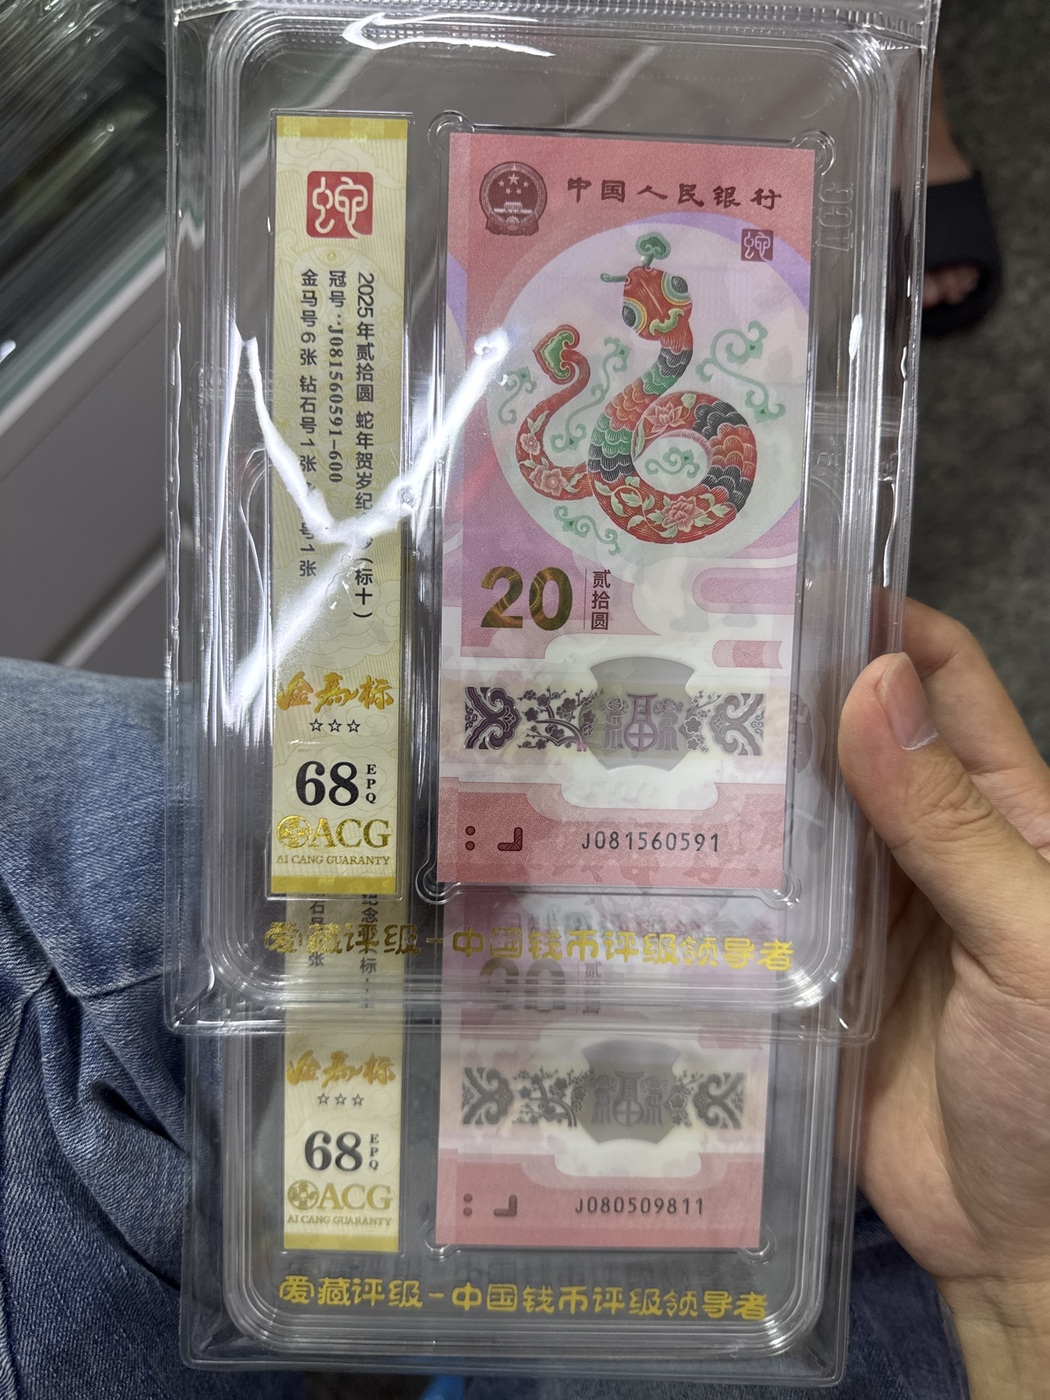 蛇
2025年贰拾圆 蛇年贺岁纪
(标十)
冠号:J081560591-600
金马号6张 钻石号1张
号1张
金马标
☆☆☆
68 EPQ
ACG
AI CANG GUARANTY
中国人民银行
蛇
20 贰拾圆
福
J081560591
爱藏评级-中国钱币评级领导者
金马标
☆☆☆
68 EPQ
ACG
AI CANG GUARANTY
福
J080509811
爱藏评级-中国钱币评级领导者